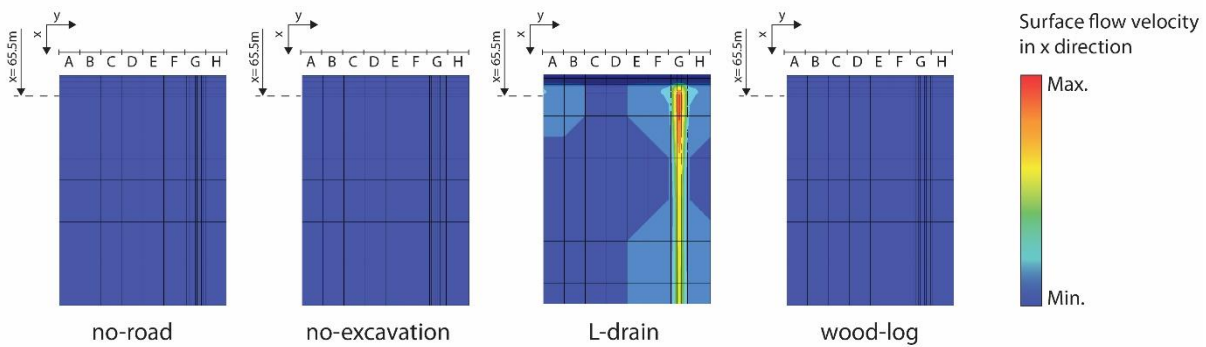 y
x
x= 65.5m
A B C D E F G H
no-road
y
x
x= 65.5m
A B C D E F G H
no-excavation
y
x
x= 65.5m
A B C D E F G H
L-drain
y
x
x= 65.5m
A B C D E F G H
wood-log
Surface flow velocity
in x direction
Max.
Min.